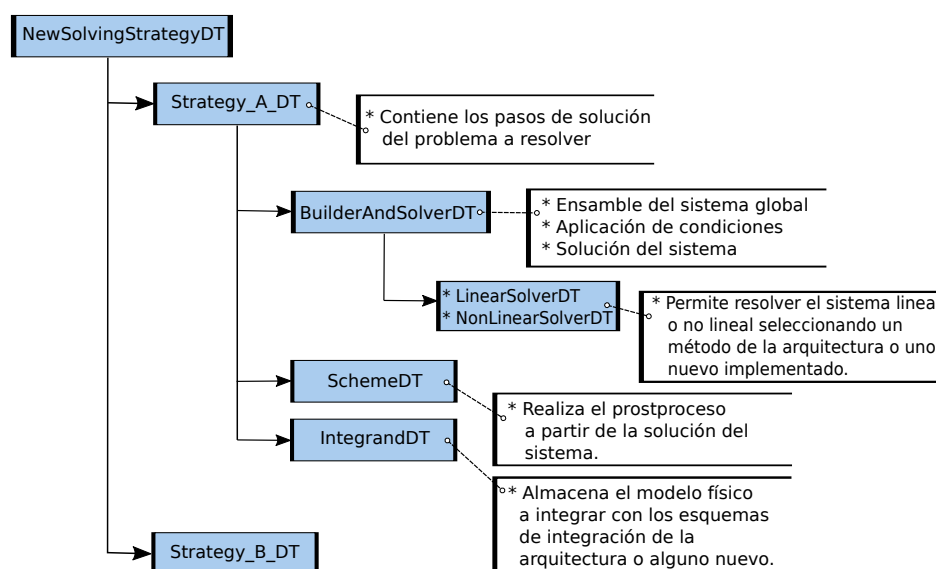 NewSolvingStrategyDT
Strategy_A_DT
* Contiene los pasos de solución
del problema a resolver
BuilderAndSolverDT
* Ensamble del sistema global
* Aplicación de condiciones
* Solución del sistema
* LinearSolverDT
* NonLinearSolverDT
* Permite resolver el sistema linea
o no lineal seleccionando un
método de la arquitectura o uno
nuevo implementado.
SchemeDT
* Realiza el prostproceso
a partir de la solución del
sistema.
IntegrandDT
* Almacena el modelo físico
a integrar con los esquemas
de integración de la
arquitectura o alguno nuevo.
Strategy_B_DT